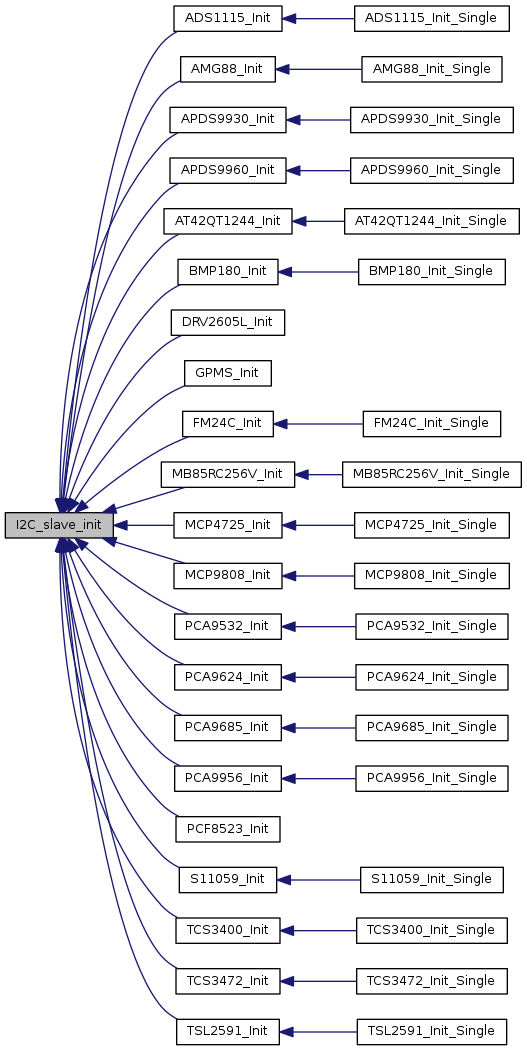 ADS1115_Init
ADS1115_Init_Single
AMG88_Init
AMG88_Init_Single
APDS9930_Init
APDS9930_Init_Single
APDS9960_Init
APDS9960_Init_Single
AT42QT1244_Init
AT42QT1244_Init_Single
BMP180_Init
BMP180_Init_Single
DRV2605L_Init
GPMS_Init
FM24C_Init
FM24C_Init_Single
MB85RC256V_Init
MB85RC256V_Init_Single
I2C_slave_init
MCP4725_Init
MCP4725_Init_Single
MCP9808_Init
MCP9808_Init_Single
PCA9532_Init
PCA9532_Init_Single
PCA9624_Init
PCA9624_Init_Single
PCA9685_Init
PCA9685_Init_Single
PCA9956_Init
PCA9956_Init_Single
PCF8523_Init
S11059_Init
S11059_Init_Single
TCS3400_Init
TCS3400_Init_Single
TCS3472_Init
TCS3472_Init_Single
TSL2591_Init
TSL2591_Init_Single